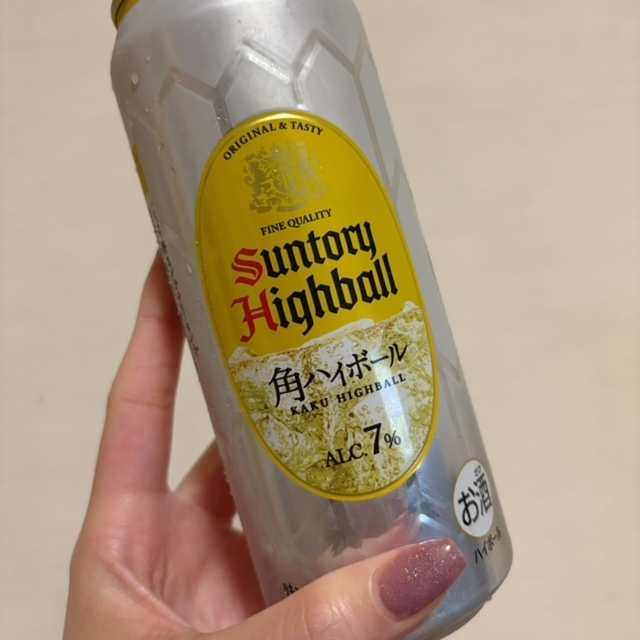 ORIGINAL & TASTY
FINE QUALITY
Suntory
Highball
角ハイボール
KAKU HIGHBALL
ALC.7%
お酒
ハイボール